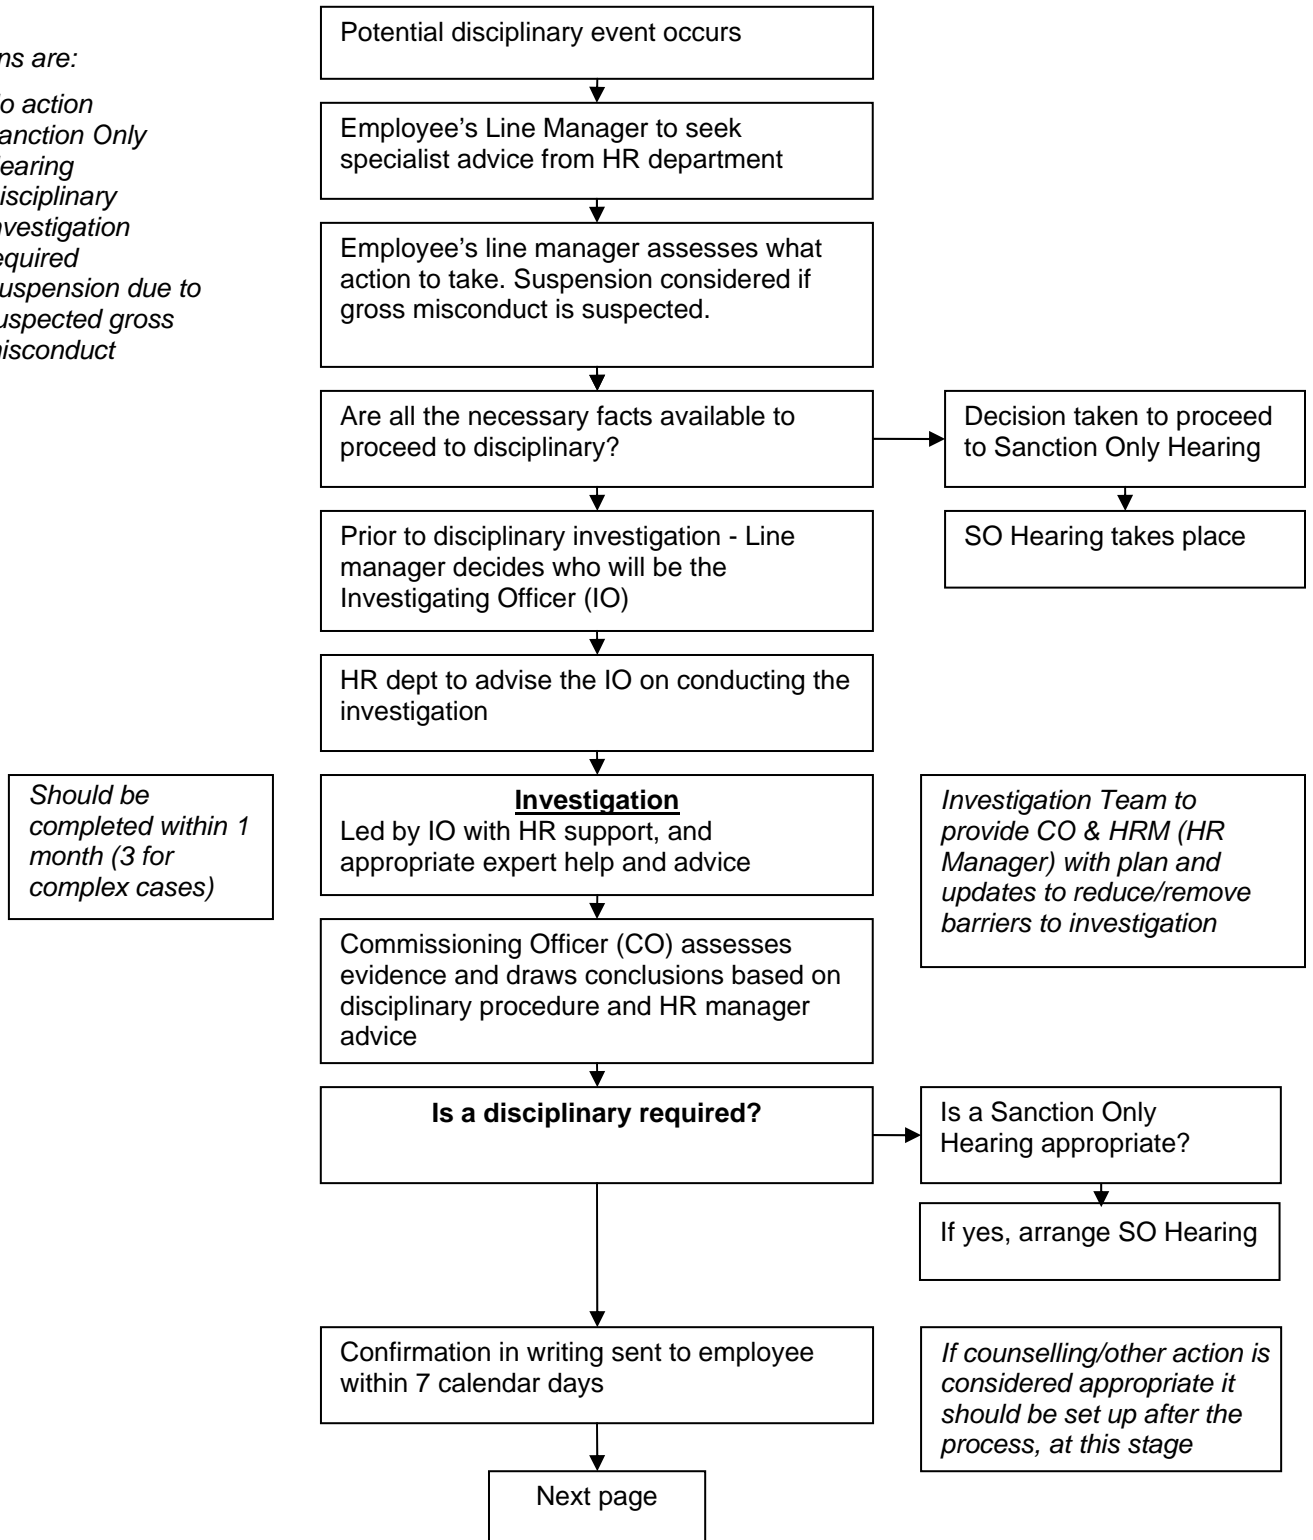 Potential disciplinary event occurs
ns are:
o action
anction Only
earing
isciplinary
nvestigation
equired
uspension due to
uspected gross
isconduct
Employee's Line Manager to seek
specialist advice from HR department
Employee's line manager assesses what
action to take. Suspension considered if
gross misconduct is suspected.
Are all the necessary facts available to
proceed to disciplinary?
Decision taken to proceed
to Sanction Only Hearing
SO Hearing takes place
Prior to disciplinary investigation - Line
manager decides who will be the
Investigating Officer (IO)
HR dept to advise the IO on conducting the
investigation
Should be
completed within 1
month (3 for
complex cases)
Investigation
Led by IO with HR support, and
appropriate expert help and advice
Investigation Team to
provide CO & HRM (HR
Manager) with plan and
updates to reduce/remove
barriers to investigation
Commissioning Officer (CO) assesses
evidence and draws conclusions based on
disciplinary procedure and HR manager
advice
Is a disciplinary required?
Is a Sanction Only
Hearing appropriate?
If yes, arrange SO Hearing
Confirmation in writing sent to employee
within 7 calendar days
If counselling/other action is
considered appropriate it
should be set up after the
process, at this stage
Next page